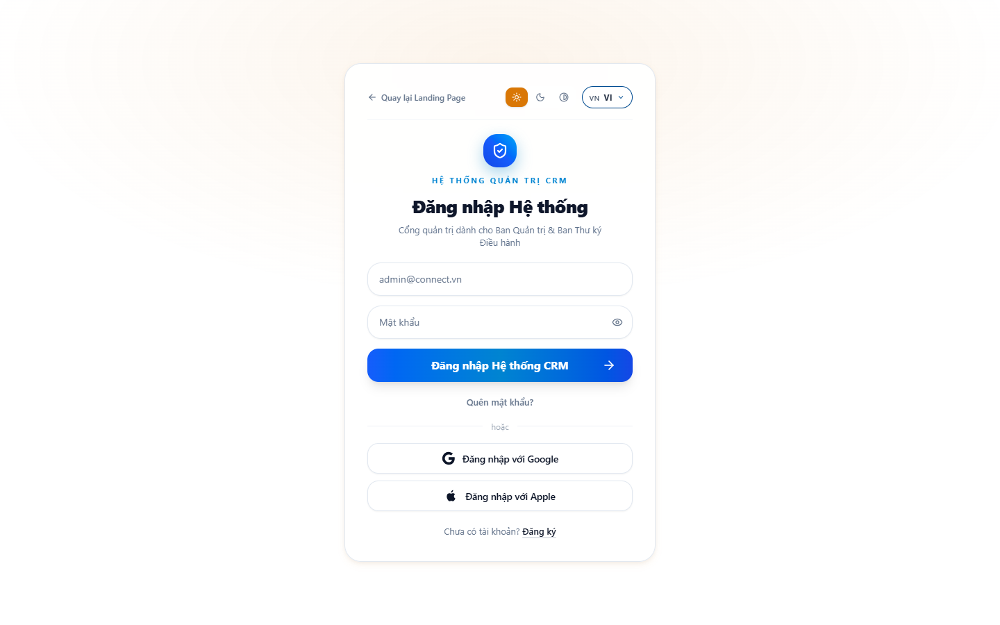 Quay lại Landing Page
VN VI
HỆ THỐNG QUẢN TRỊ CRM
Đăng nhập Hệ thống
Cổng quản trị dành cho Ban Quản trị & Ban Thư ký
Điều hành
admin@connect.vn
Mật khẩu
Đăng nhập Hệ thống CRM
Quên mật khẩu?
hoặc
Đăng nhập với Google
Đăng nhập với Apple
Chưa có tài khoản? Đăng ký